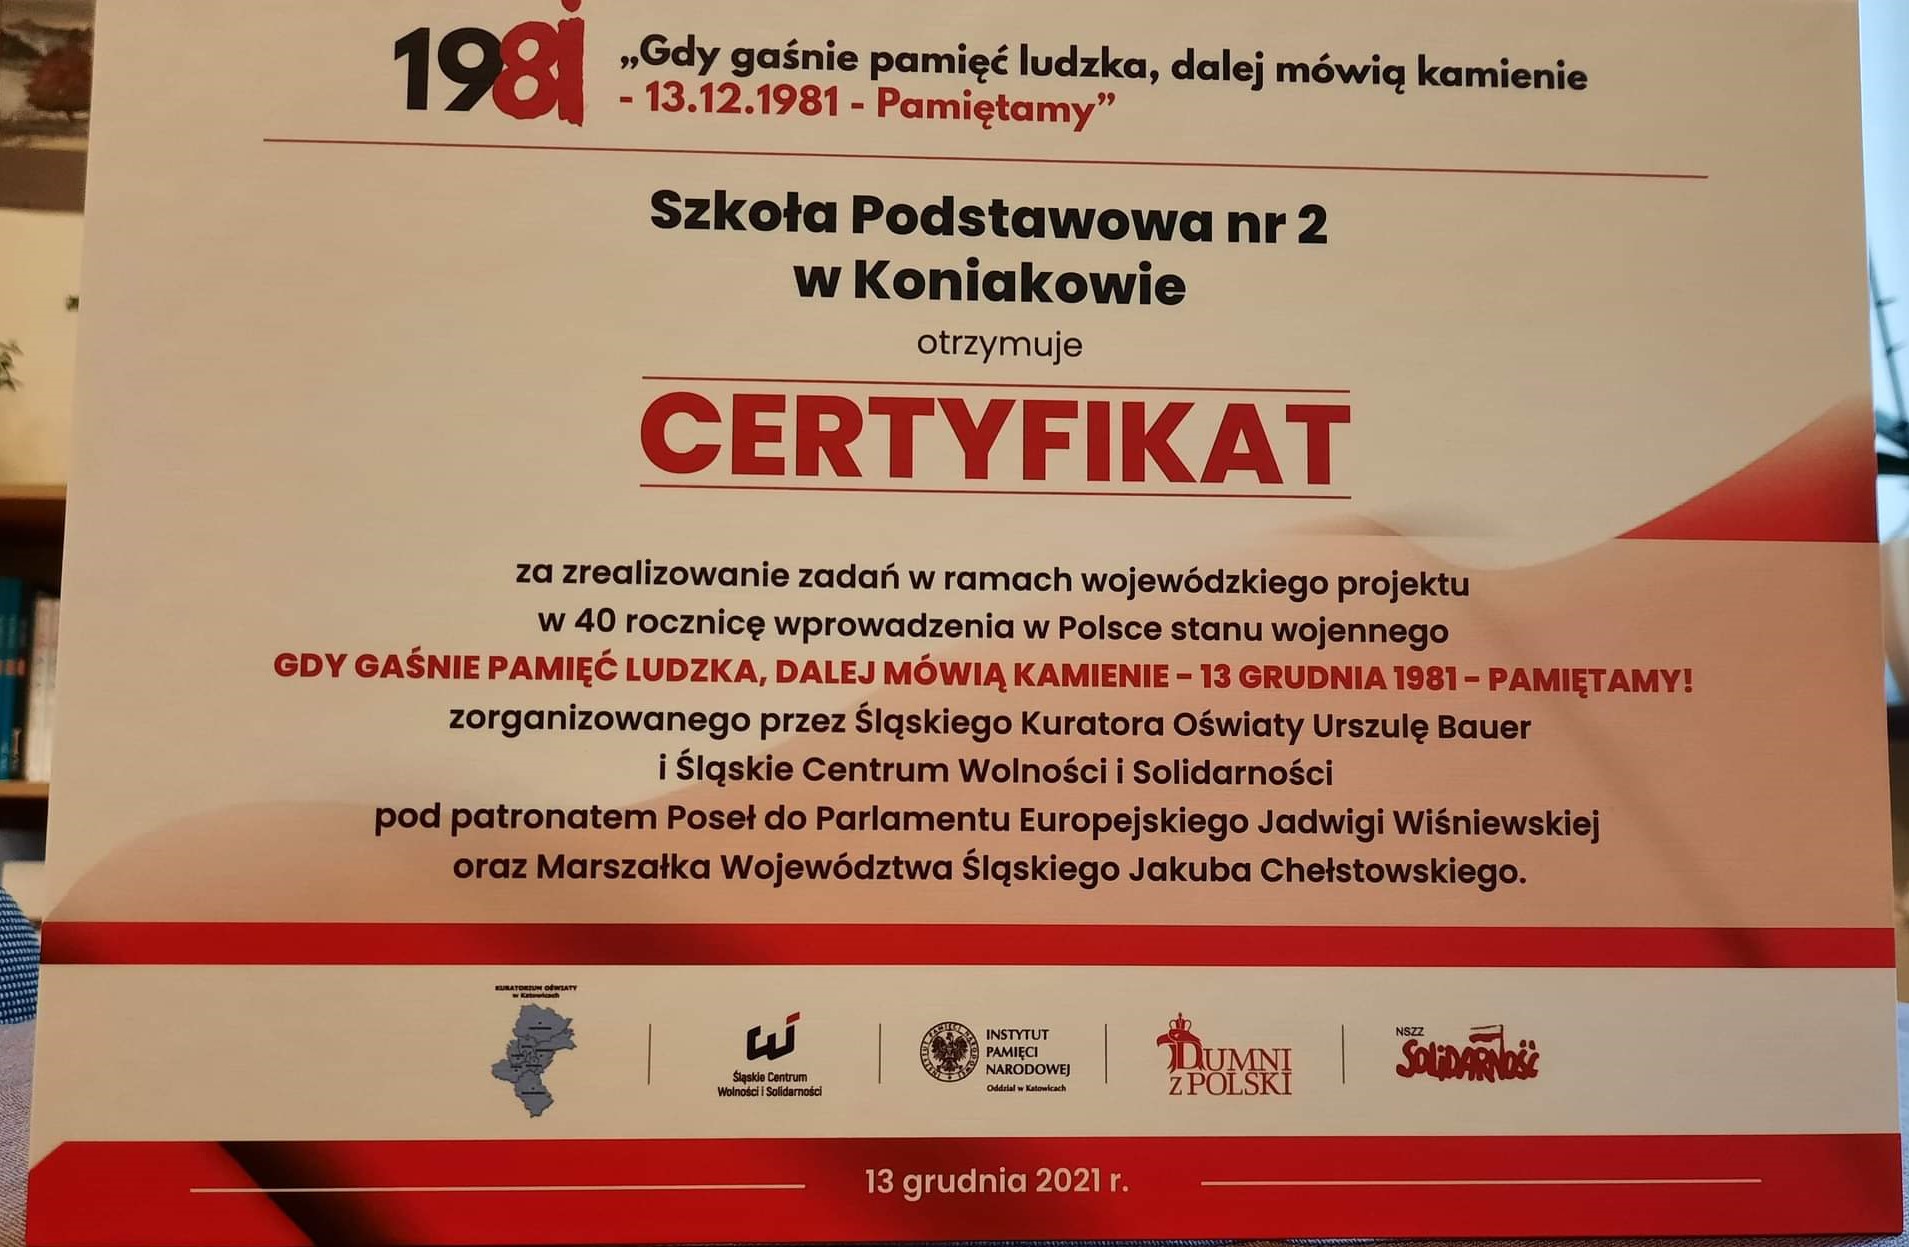 1981
„Gdy gaśnie pamięć ludzka, dalej mówią kamienie
- 13.12.1981 - Pamiętamy”
Szkoła Podstawowa nr 2
w Koniakowie
otrzymuje
CERTYFIKAT
za zrealizowanie zadań w ramach wojewódzkiego projektu
w 40 rocznicę wprowadzenia w Polsce stanu wojennego
GDY GAŚNIE PAMIĘĆ LUDZKA, DALEJ MÓWIĄ KAMIENIE – 13 GRUDNIA 1981 – PAMIĘTAMY!
zorganizowanego przez Śląskiego Kuratora Oświaty Urszulę Bauer
i Śląskie Centrum Wolności i Solidarności
pod patronatem Poseł do Parlamentu Europejskiego Jadwigi Wiśniewskiej
oraz Marszałka Województwa Śląskiego Jakuba Chełstowskiego.
KURATORIUM OŚWIATY
w Katowicach
Śląskie Centrum
Wolności i Solidarności
INSTYTUT
PAMIĘCI
NARODOWEJ
Oddział w Katowicach
DUMNI
Z POLSKI
NSZZ
SOLIDARNOŚĆ
13 grudnia 2021 r.